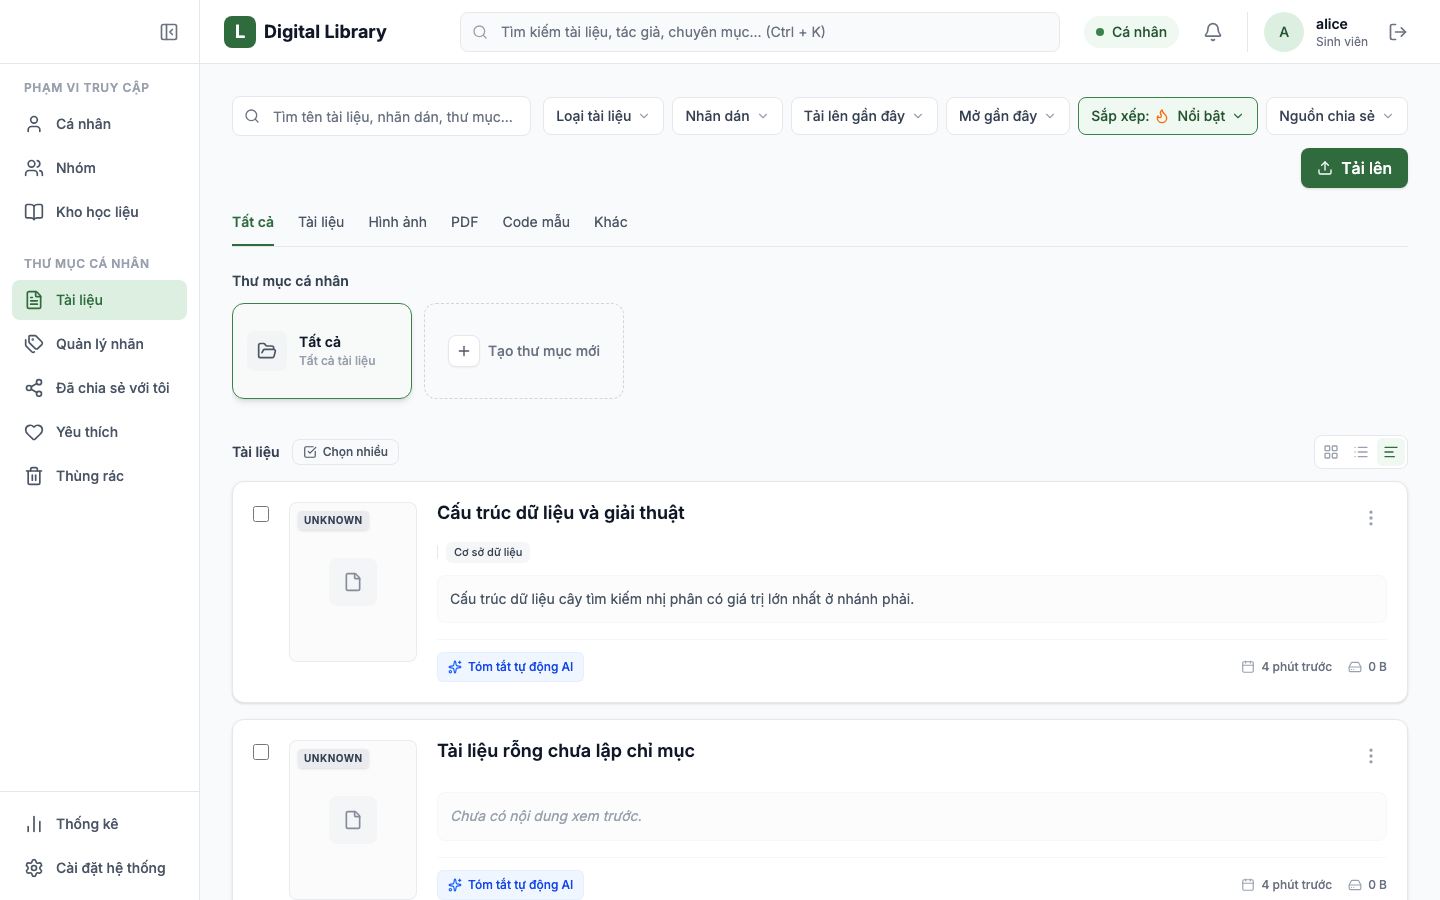 L Digital Library
Tìm kiếm tài liệu, tác giả, chuyên mục... (Ctrl + K)
Cá nhân
A
alice
Sinh viên
PHẠM VI TRUY CẬP
Cá nhân
Nhóm
Kho học liệu
THƯ MỤC CÁ NHÂN
Tài liệu
Quản lý nhãn
Đã chia sẻ với tôi
Yêu thích
Thùng rác
Thống kê
Cài đặt hệ thống
Tìm tên tài liệu, nhãn dán, thư mục...
Loại tài liệu
Nhãn dán
Tải lên gần đây
Mở gần đây
Sắp xếp: Nổi bật
Nguồn chia sẻ
Tải lên
Tất cả
Tài liệu
Hình ảnh
PDF
Code mẫu
Khác
Thư mục cá nhân
Tất cả
Tất cả tài liệu
Tạo thư mục mới
Tài liệu
Chọn nhiều
UNKNOWN
Cấu trúc dữ liệu và giải thuật
Cơ sở dữ liệu
Cấu trúc dữ liệu cây tìm kiếm nhị phân có giá trị lớn nhất ở nhánh phải.
Tóm tắt tự động AI
4 phút trước
0 B
UNKNOWN
Tài liệu rỗng chưa lập chỉ mục
Chưa có nội dung xem trước.
Tóm tắt tự động AI
4 phút trước
0 B